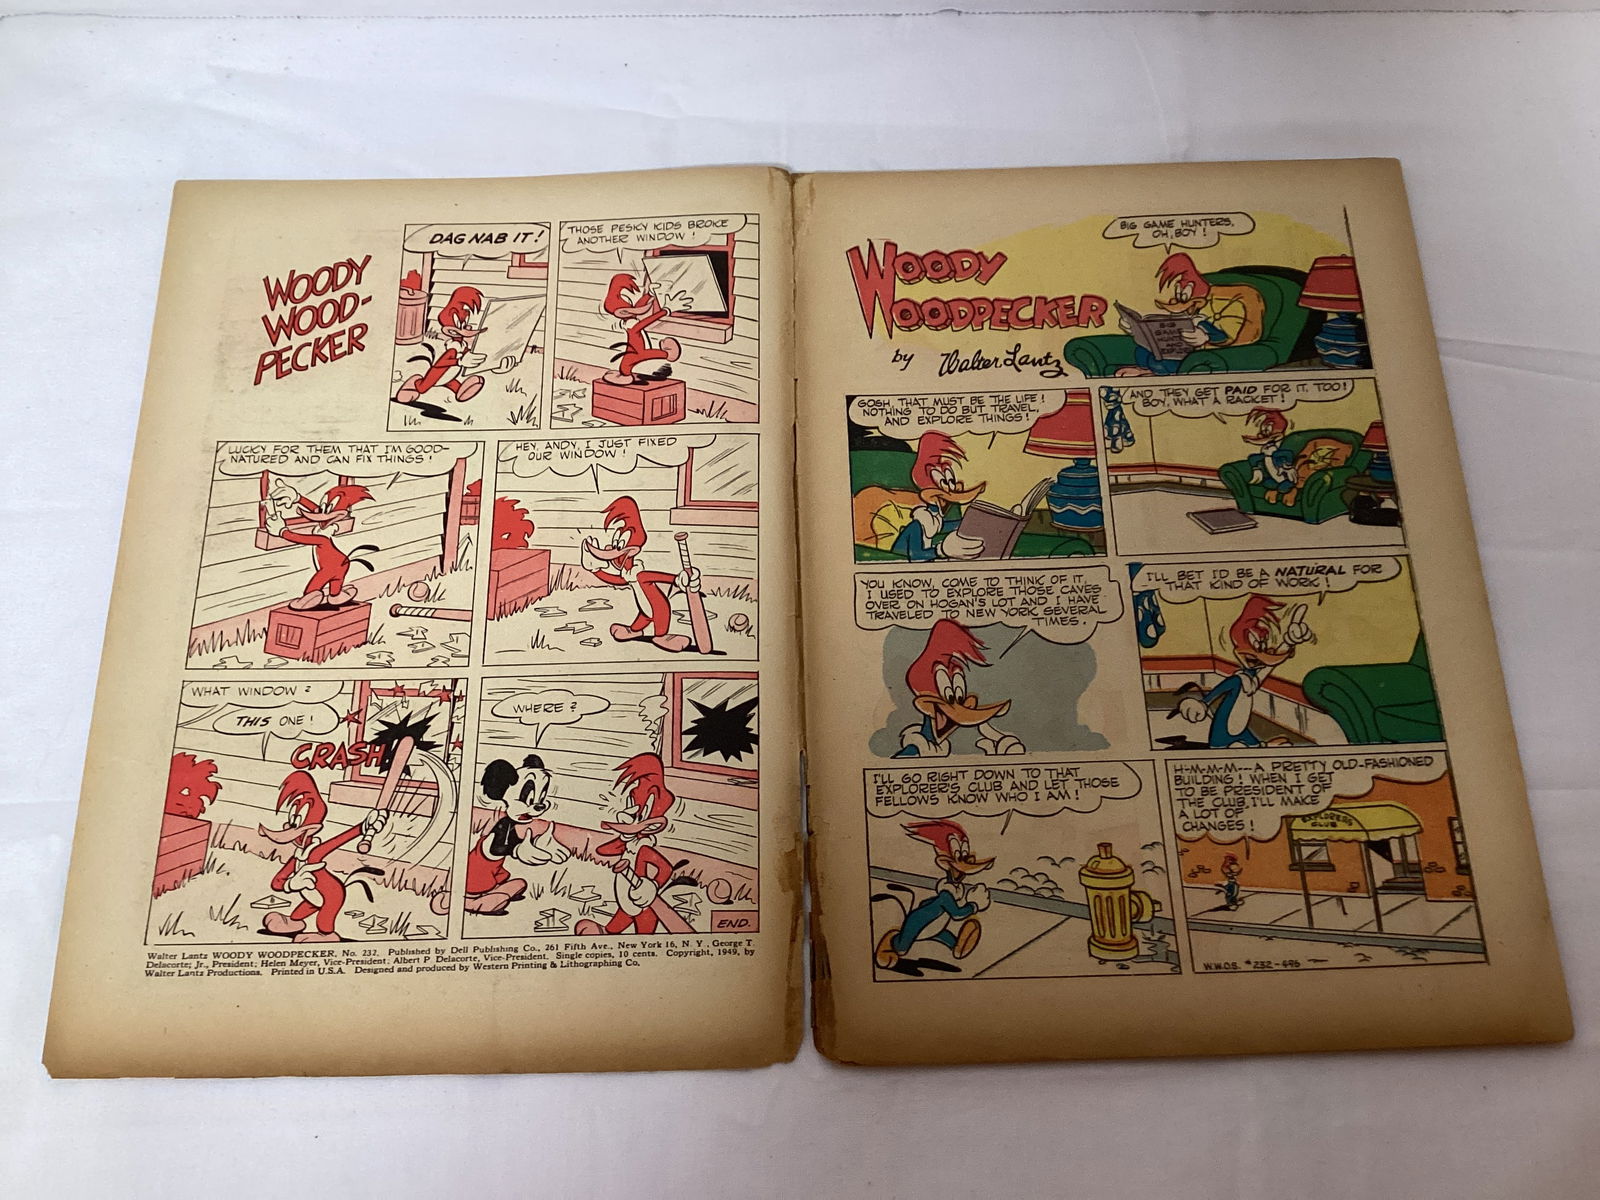 WOODY
WOOD-
PECKER
DAG NAB IT!
THOSE PESKY KIDS BROKE
ANOTHER WINDOW!
LUCKY FOR THEM THAT I'M GOOD-
NATURED AND CAN FIX THINGS!
HEY, ANDY, I JUST FIXED
OUR WINDOW!
WHAT WINDOW?
THIS ONE!
CRASH!
WHERE?
END.
Walter Lantz WOODY WOODPECKER, No. 232. Published by Dell Publishing Co., 261 Fifth Ave., New York 16, N. Y., George T.
Delacorte, Jr., President; Helen Meyer, Vice-President; Albert P. Delacorte, Vice-President. Single copies, 10 cents. Copyright, 1949, by
Walter Lantz Productions. Printed in U.S.A. Designed and produced by Western Printing & Lithographing Co.
WOODY
WOODPECKER
by Walter Lantz
BIG GAME HUNTERS,
OH, BOY!
BIG
GAME
HUNTING
AND
GOSH, THAT MUST BE THE LIFE!
NOTHING TO DO BUT TRAVEL,
AND EXPLORE THINGS!
AND THEY GET PAID FOR IT, TOO!
BOY, WHAT A RACKET!
YOU KNOW, COME TO THINK OF IT,
I USED TO EXPLORE THOSE CAVES
OVER ON HOGAN'S LOT AND I HAVE
TRAVELED TO NEW YORK SEVERAL
TIMES.
I'LL BET I'D BE A NATURAL FOR
THAT KIND OF WORK!
I'LL GO RIGHT DOWN TO THAT
EXPLORER'S CLUB AND LET THOSE
FELLOWS KNOW WHO I AM!
H-M-M-M---A PRETTY OLD-FASHIONED
BUILDING! WHEN I GET
TO BE PRESIDENT OF
THE CLUB, I'LL MAKE
A LOT OF
CHANGES!
EXPLORERS
CLUB
W.W.O.S. #232-496